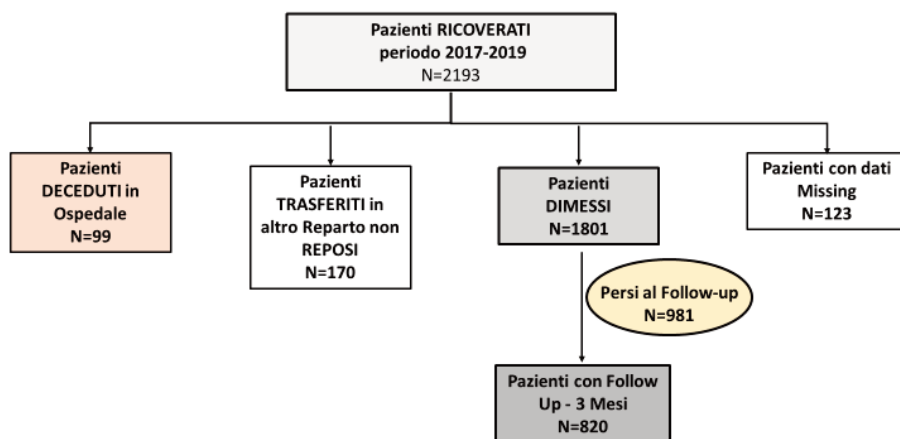 Pazienti RICOVERATI
periodo 2017-2019
N=2193
Pazienti
DECEDUTI in
Ospedale
N=99
Pazienti
TRASFERITI in
altro Reparto non
REPOSI
N=170
Pazienti
DIMESSI
N=1801
Pazienti con dati
Missing
N=123
Persi al Follow-up
N=981
Pazienti con Follow
Up - 3 Mesi
N=820